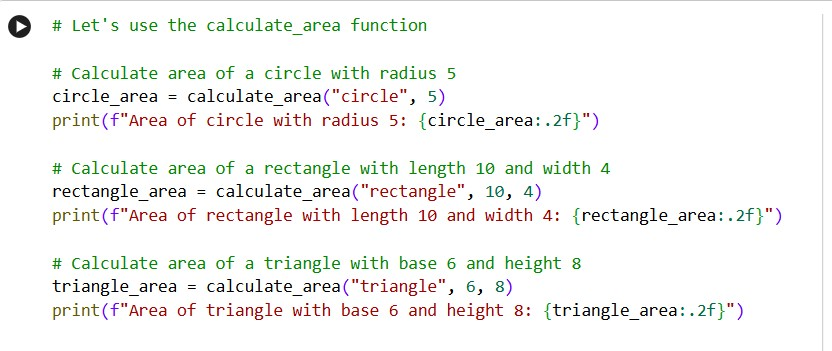 # Let's use the calculate_area function
# Calculate area of a circle with radius 5
circle_area = calculate_area("circle", 5)
print(f"Area of circle with radius 5: {circle_area:.2f}")
# Calculate area of a rectangle with length 10 and width 4
rectangle_area = calculate_area("rectangle", 10, 4)
print(f"Area of rectangle with length 10 and width 4: {rectangle_area:.2f}")
# Calculate area of a triangle with base 6 and height 8
triangle_area = calculate_area("triangle", 6, 8)
print(f"Area of triangle with base 6 and height 8: {triangle_area:.2f}")